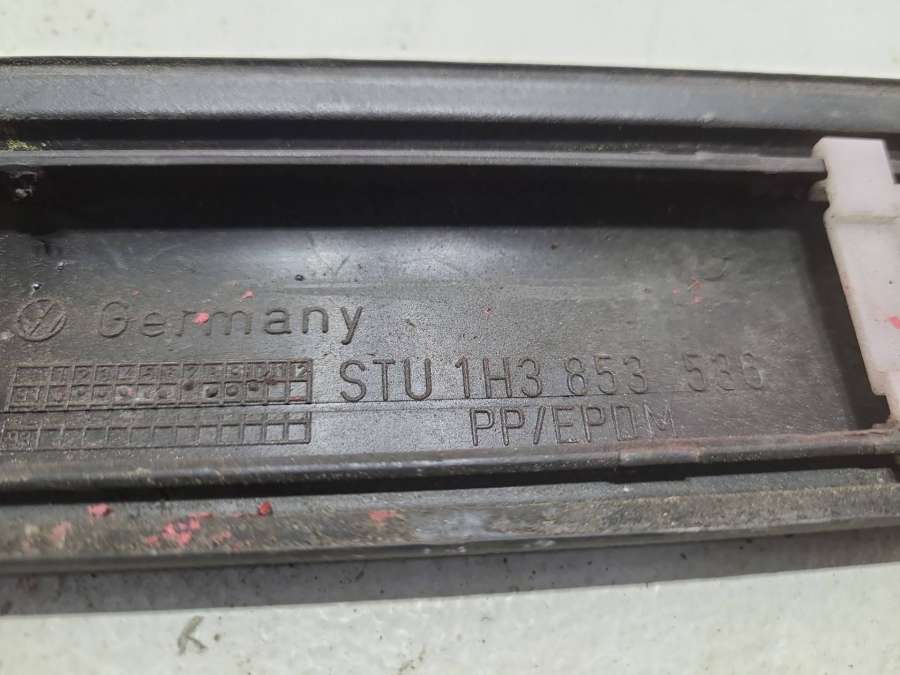 Germany
STU 1H3 853 536
PP/EPDM